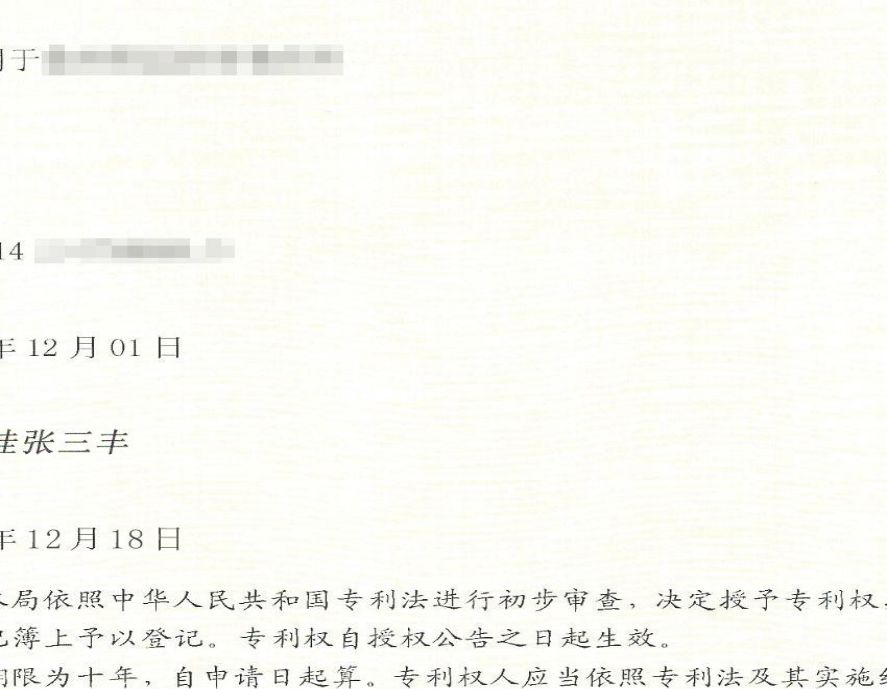 于
14
年 12 月 01 日
佳张三丰
年 12 月 18 日
本局依照中华人民共和国专利法进行初步审查，决定授予专利权，
记簿上予以登记。专利权自授权公告之日起生效。
期限为十年，自申请日起算。专利权人应当依照专利法及其实施细